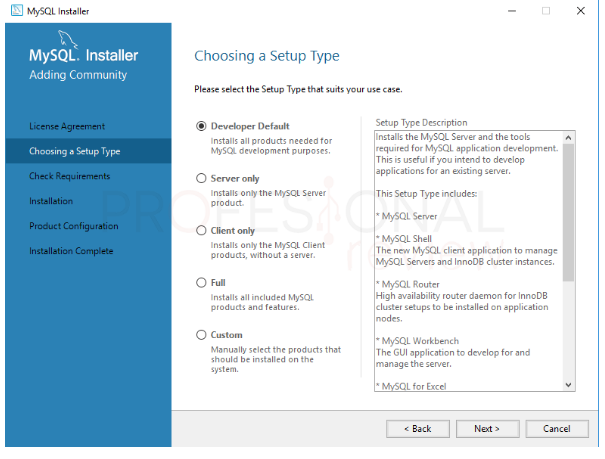 MySQL Installer
MySQL. Installer
Adding Community
License Agreement
Choosing a Setup Type
Check Requirements
Installation
Product Configuration
Installation Complete
Choosing a Setup Type
Please select the Setup Type that suits your use case.
Developer Default
Installs all products needed for
MySQL development purposes.
Server only
Installs only the MySQL Server
product.
Client only
Installs only the MySQL Client
products, without a server.
Full
Installs all included MySQL
products and features.
Custom
Manually select the products that
should be installed on the
system.
Setup Type Description
Installs the MySQL Server and the tools
required for MySQL application development.
This is useful if you intend to develop
applications for an existing server.
This Setup Type includes:
* MySQL Server
* MySQL Shell
The new MySQL client application to manage
MySQL Servers and InnoDB cluster instances.
* MySQL Router
High availability router daemon for InnoDB
cluster setups to be installed on application
nodes.
* MySQL Workbench
The GUI application to develop for and
manage the server.
* MySQL for Excel
PROFESIONAL
< Back
Next >
Cancel